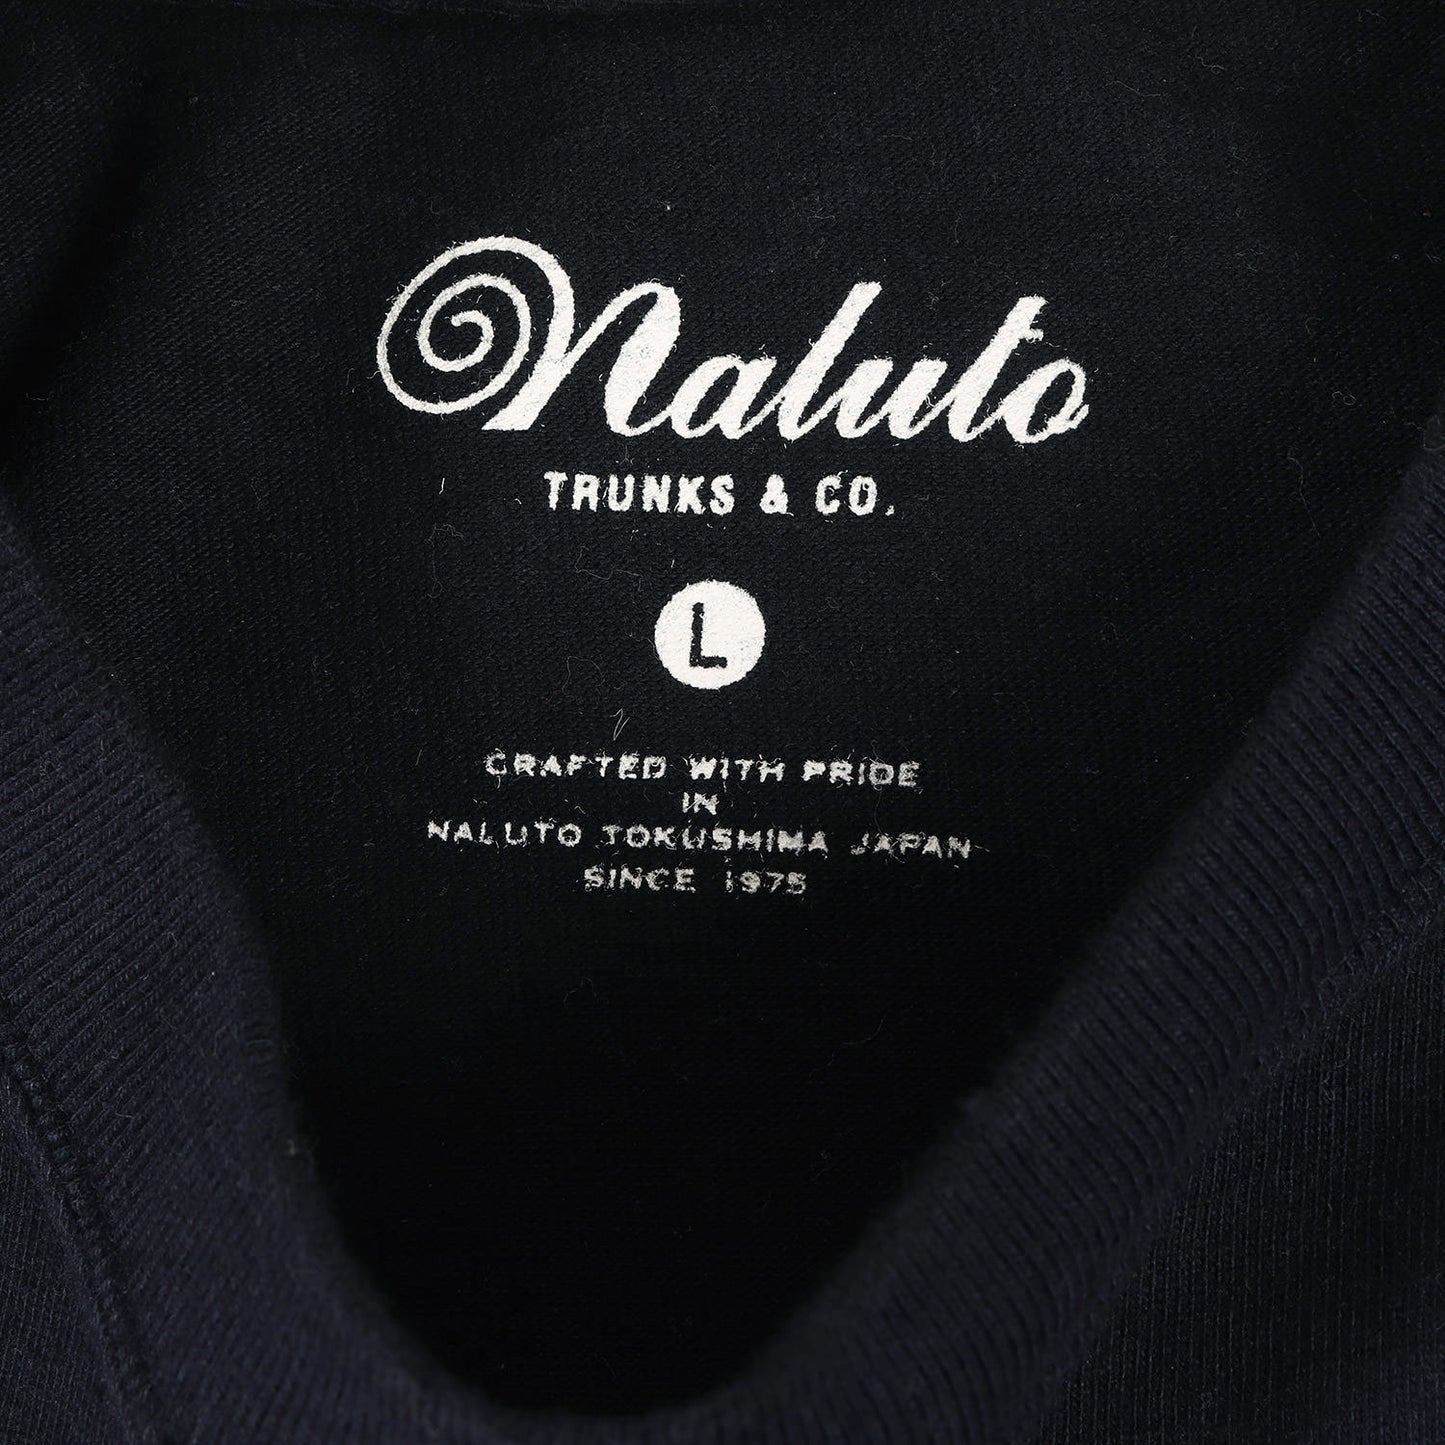 Naluto
TRUNKS & CO.
L
CRAFTED WITH PRIDE
IN
NALUTO TOKUSHIMA JAPAN
SINCE 1975